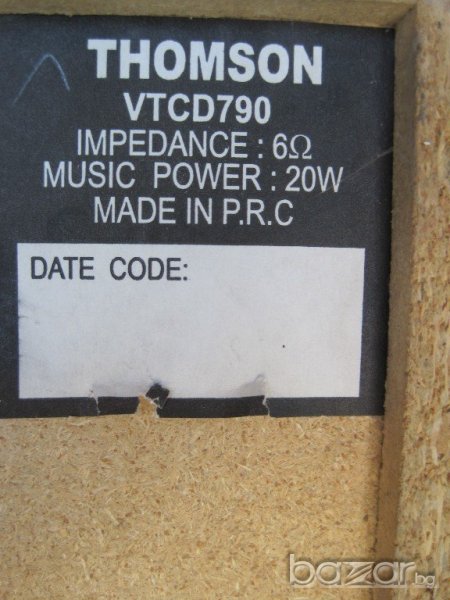 THOMSON
VTCD790
IMPEDANCE : 6Ω
MUSIC POWER : 20W
MADE IN P.R.C
DATE CODE:
bazar.bg